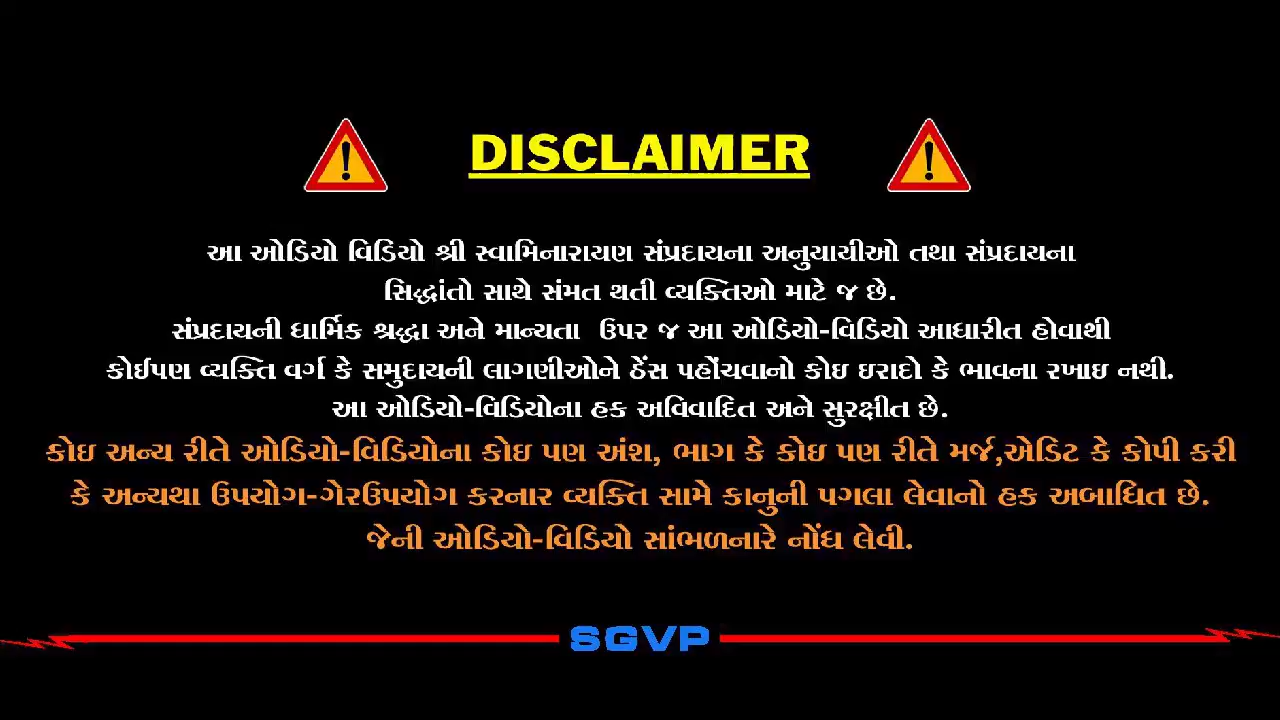 DISCLAIMER
આ ઓડિયો વિડિયો શ્રી સ્વામિનારાયણ સંપ્રદાયના અનુયાયીઓ તથા સંપ્રદાયના
સિદ્ધાંતો સાથે સંમત થતી વ્યક્તિઓ માટે જ છે.
સંપ્રદાયની ધાર્મિક શ્રદ્ધા અને માન્યતા ઉપર જ આ ઓડિયો-વિડિયો આધારીત હોવાથી
કોઈપણ વ્યક્તિ વર્ગ કે સમુદાયની લાગણીઓને ઠેંસ પહોંચવાનો કોઇ ઇરાદો કે ભાવના રખાઇ નથી.
આ ઓડિયો-વિડિયોના હક અવિવાદિત અને સુરક્ષીત છે.
કોઇ અન્ય રીતે ઓડિયો-વિડિયોના કોઇ પણ અંશ, ભાગ કે કોઇ પણ રીતે મર્જ,એડિટ કે કોપી કરી
કે અન્યથા ઉપયોગ-ગેરઉપયોગ કરનાર વ્યક્તિ સામે કાનુની પગલા લેવાનો હક અબાધિત છે.
જેની ઓડિયો-વિડિયો સાંભળનારે નોંધ લેવી.
SGVP